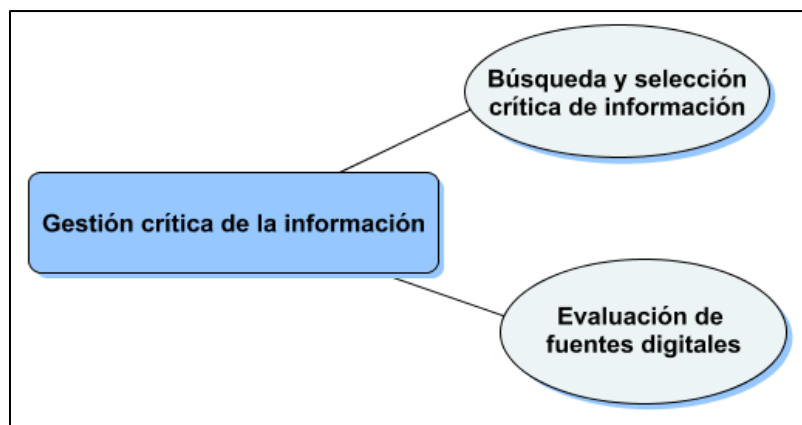 Búsqueda y selección
crítica de información
Gestión crítica de la información
Evaluación de
fuentes digitales